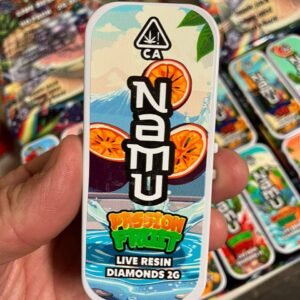 CA
NAMU
PASSION
FRUIT
LIVE RESIN
DIAMONDS 2G